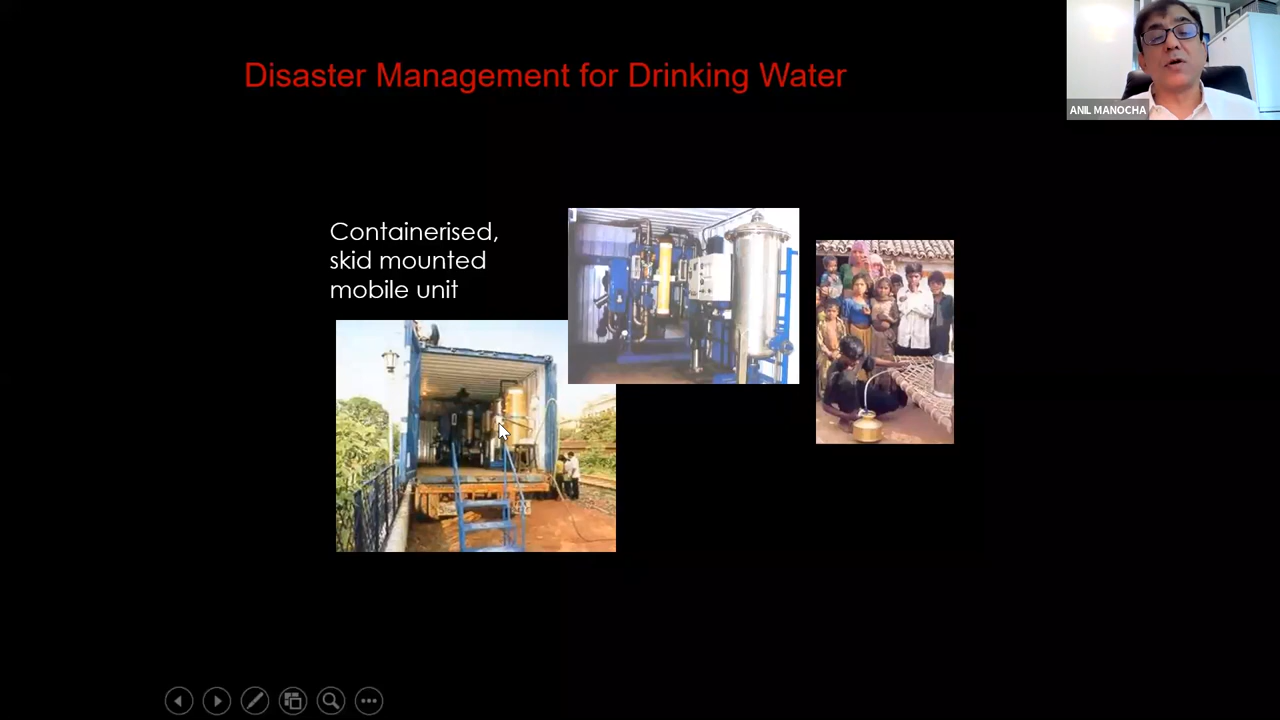 Disaster Management for Drinking Water
ANIL MANOCHA
Containerised,
skid mounted
mobile unit